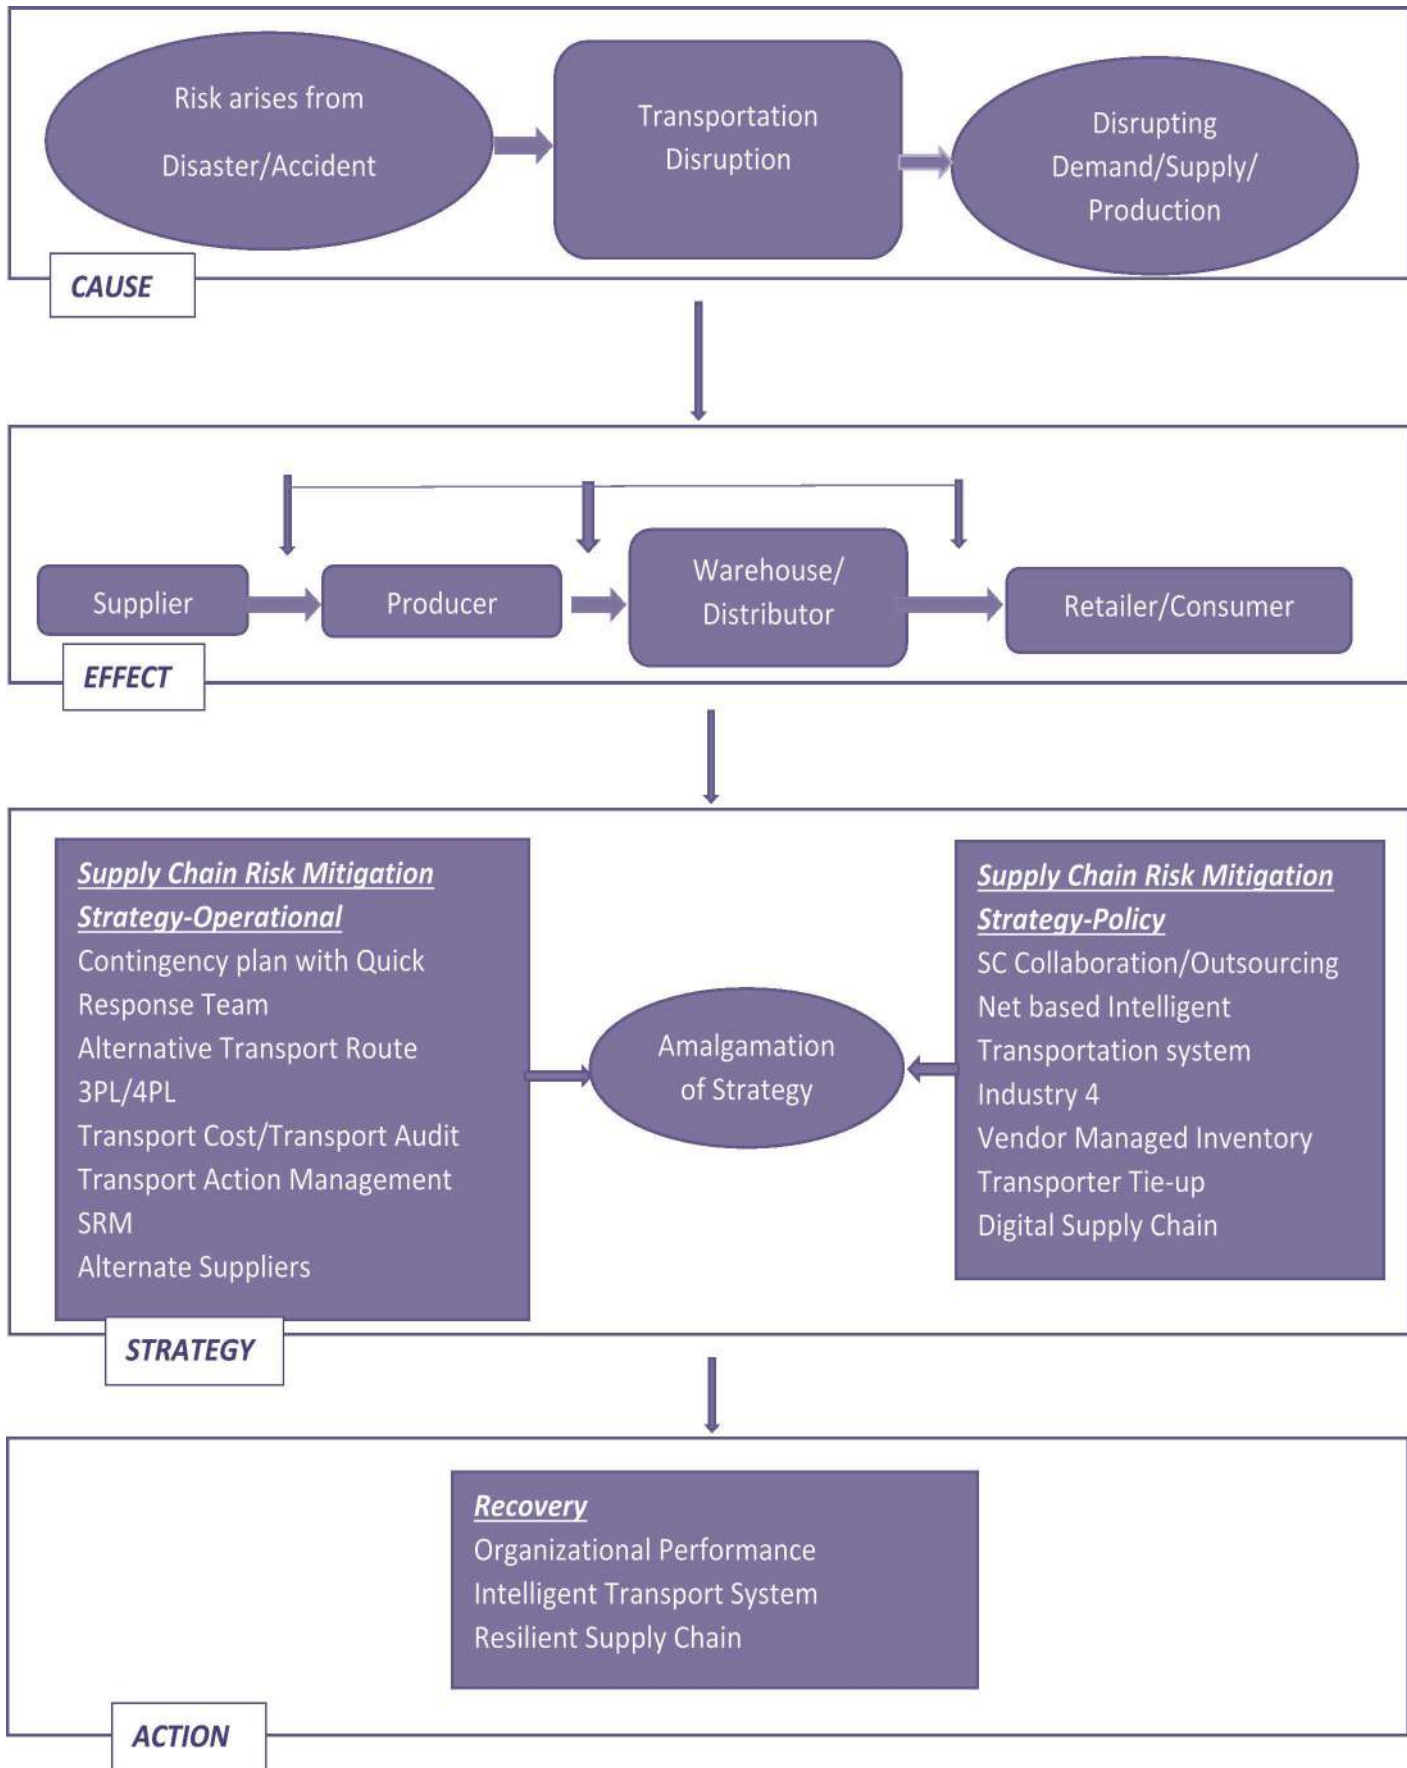 Risk arises from
Disaster/Accident
Transportation
Disruption
Disrupting
Demand/Supply/
Production
CAUSE
Supplier
Producer
Warehouse/
Distributor
Retailer/Consumer
EFFECT
Supply Chain Risk Mitigation
Strategy-Operational
Contingency plan with Quick
Response Team
Alternative Transport Route
3PL/4PL
Transport Cost/Transport Audit
Transport Action Management
SRM
Alternate Suppliers
Amalgamation
of Strategy
Supply Chain Risk Mitigation
Strategy-Policy
SC Collaboration/Outsourcing
Net based Intelligent
Transportation system
Industry 4
Vendor Managed Inventory
Transporter Tie-up
Digital Supply Chain
STRATEGY
Recovery
Organizational Performance
Intelligent Transport System
Resilient Supply Chain
ACTION